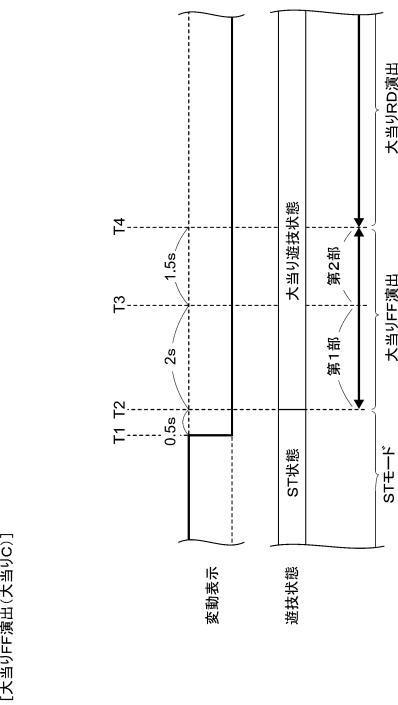 [大当りFF演出(大当りC)]
T1 T2 T3 T4
0.5s 2s 1.5s
変動表示
遊技状態 ST状態 大当り遊技状態
第1部 第2部
STモード 大当りFF演出 大当りRD演出